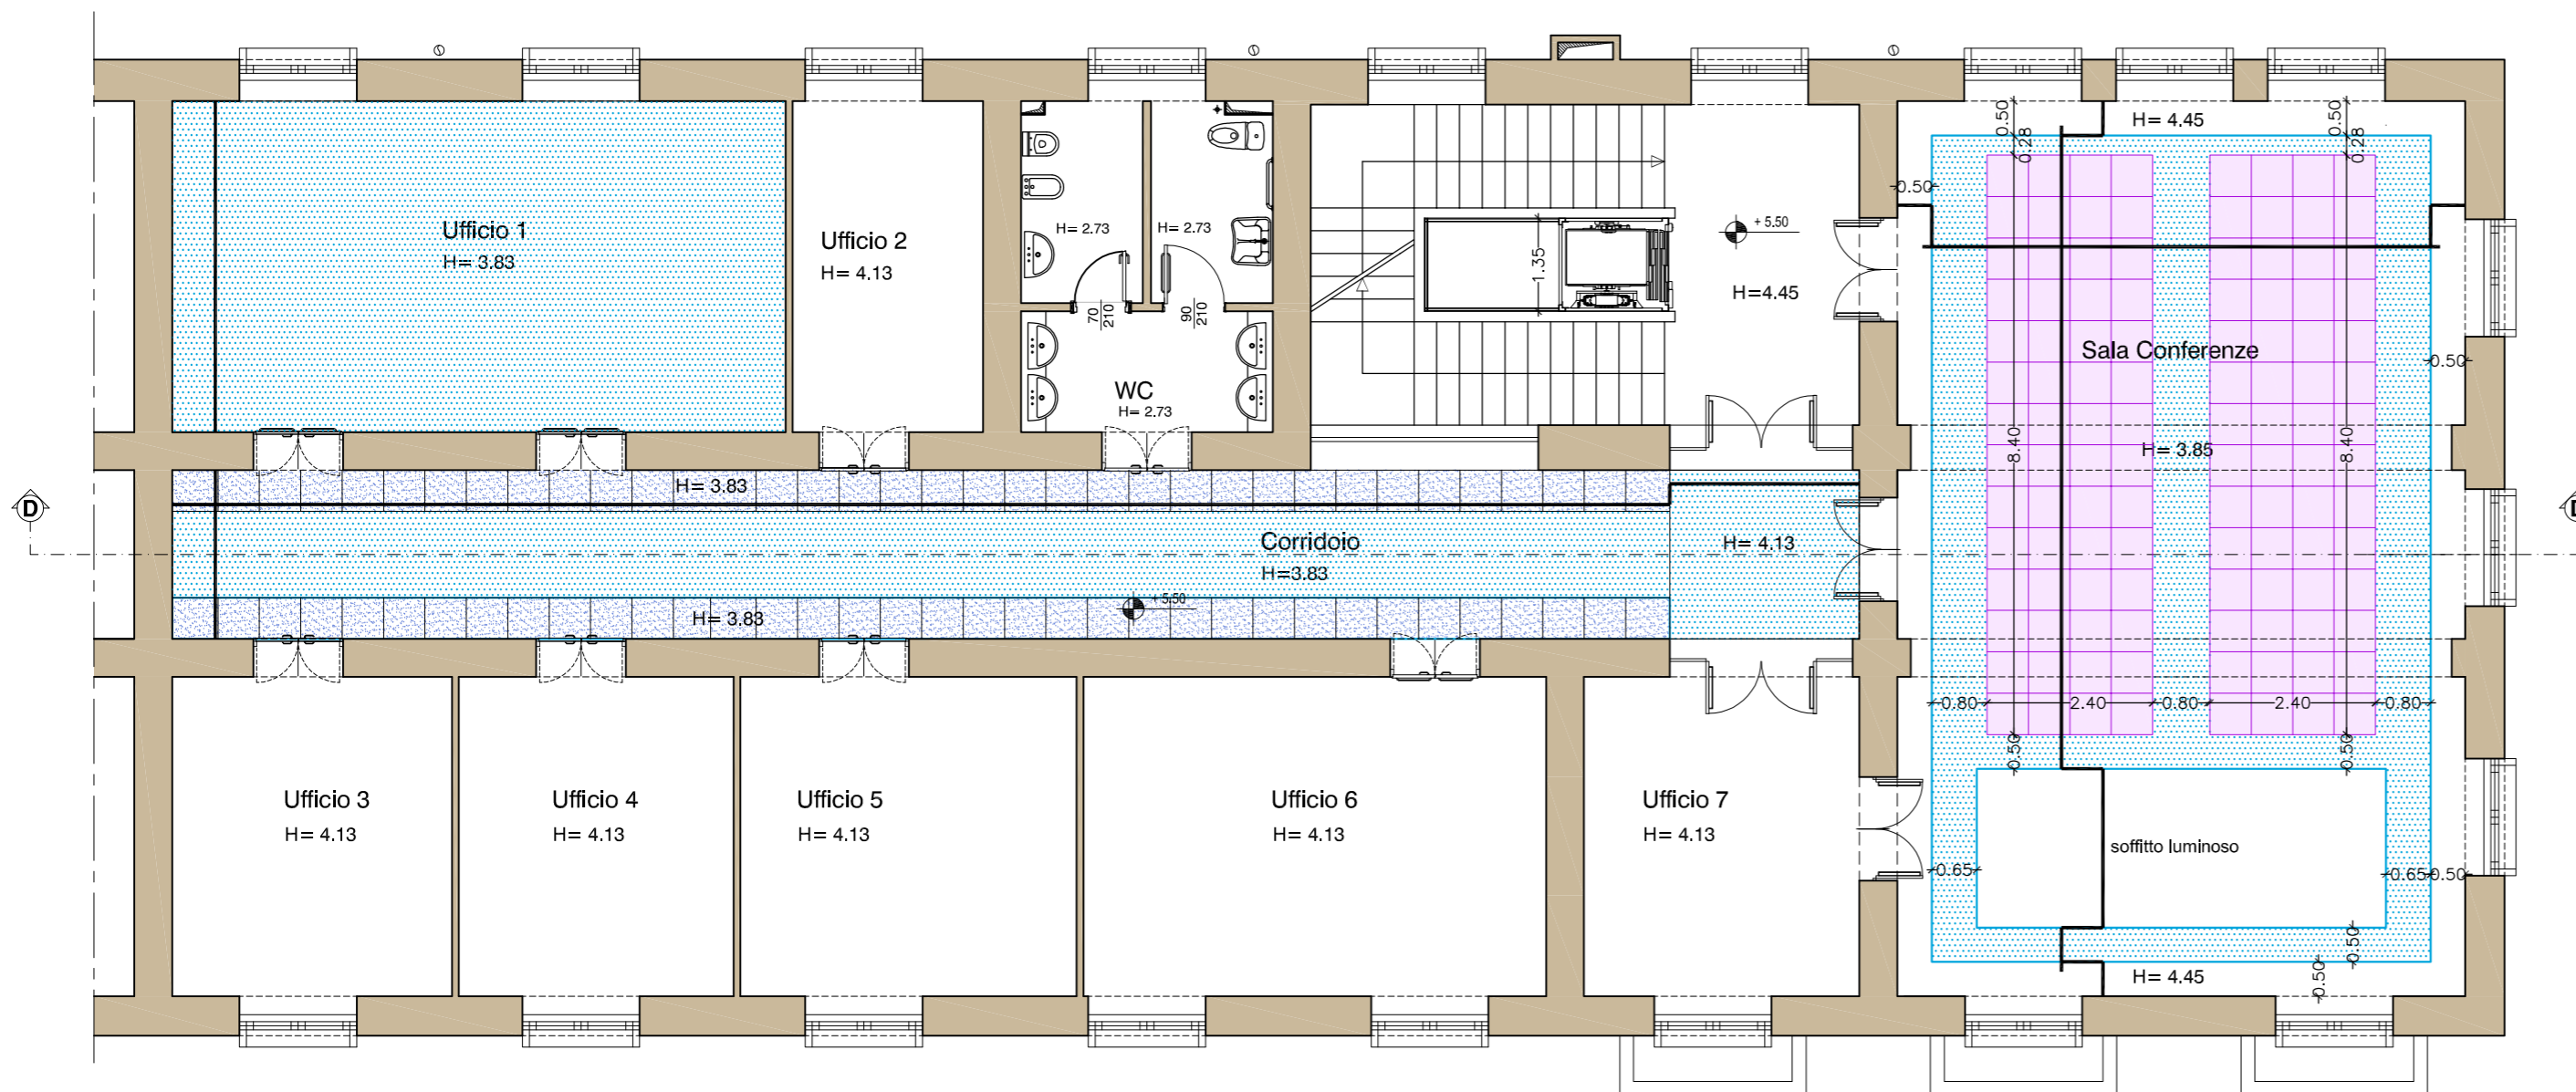 Ufficio 1
H= 3.83
Ufficio 2
H= 4.13
H= 2.73
H= 2.73
70
210
90
210
WC
H= 2.73
1.35
+ 5.50
H=4.45
0.50
0.28
H= 4.45
0.50
0.28
0.50
Sala Conferenze
0.50
H= 3.85
8.40
8.40
0.80
2.40
0.80
2.40
0.80
0.50
0.50
soffitto luminoso
0.65
0.65
0.50
0.50
0.50
H= 4.45
D
H= 3.83
Corridoio
H=3.83
H= 4.13
H= 3.83
+ 5.50
Ufficio 3
H= 4.13
Ufficio 4
H= 4.13
Ufficio 5
H= 4.13
Ufficio 6
H= 4.13
Ufficio 7
H= 4.13